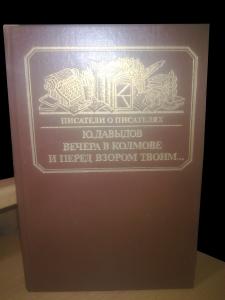 ПИСАТЕЛИ О ПИСАТЕЛЯХ
Ю.ДАВЫДОВ
ВЕЧЕРА В КОЛМОВЕ
И ПЕРЕД ВЗОРОМ ТВОИМ...